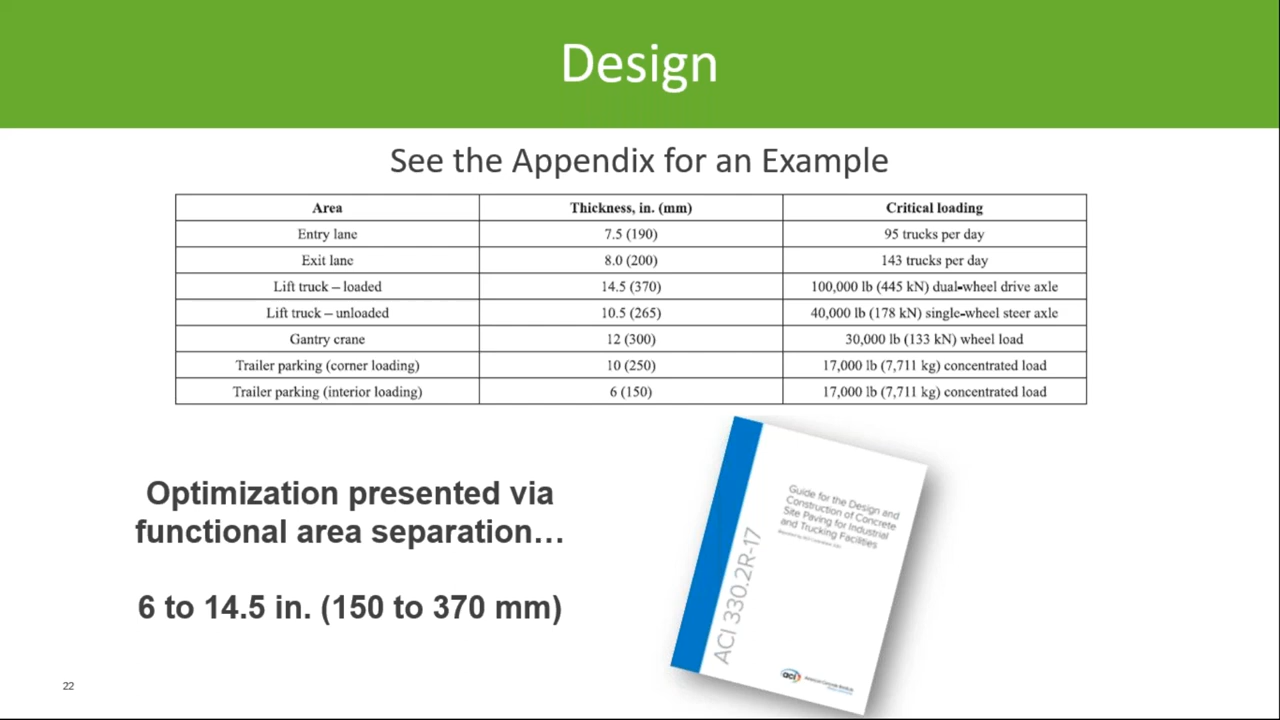 Design
See the Appendix for an Example
Area Thickness, in. (mm) Critical loading
Entry lane 7.5 (190) 95 trucks per day
Exit lane 8.0 (200) 143 trucks per day
Lift truck – loaded 14.5 (370) 100,000 lb (445 kN) dual-wheel drive axle
Lift truck – unloaded 10.5 (265) 40,000 lb (178 kN) single-wheel steer axle
Gantry crane 12 (300) 30,000 lb (133 kN) wheel load
Trailer parking (corner loading) 10 (250) 17,000 lb (7,711 kg) concentrated load
Trailer parking (interior loading) 6 (150) 17,000 lb (7,711 kg) concentrated load
Optimization presented via
functional area separation…
6 to 14.5 in. (150 to 370 mm)
Guide for the Design and
Construction of Concrete
Site Paving for Industrial
and Trucking Facilities
ACI 330.2R-17
aci American Concrete Institute
22